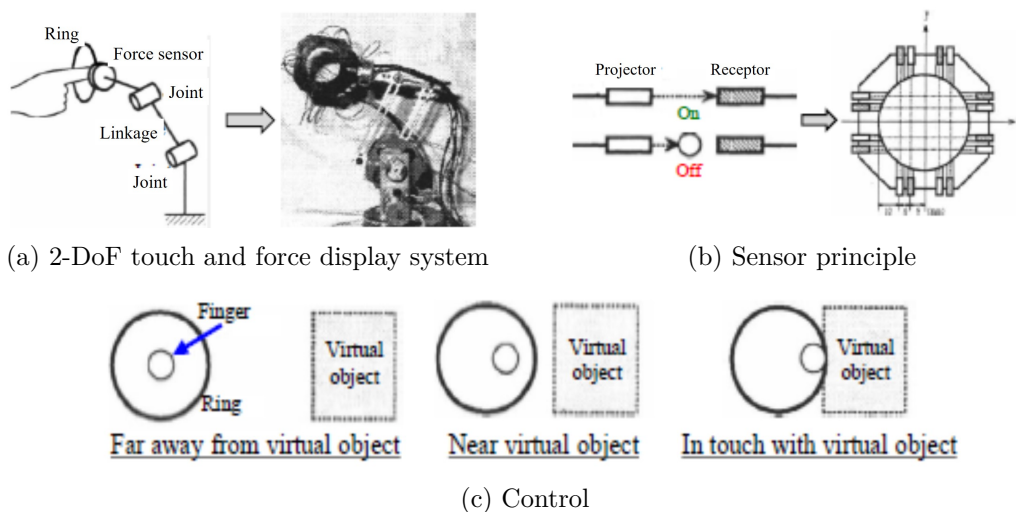 Ring
Force sensor
Joint
Linkage
Joint
Projector
Receptor
On
Off
y
(a) 2-DoF touch and force display system
(b) Sensor principle
Finger
Ring
Virtual
object
Virtual
object
Virtual
object
Far away from virtual object
Near virtual object
In touch with virtual object
(c) Control